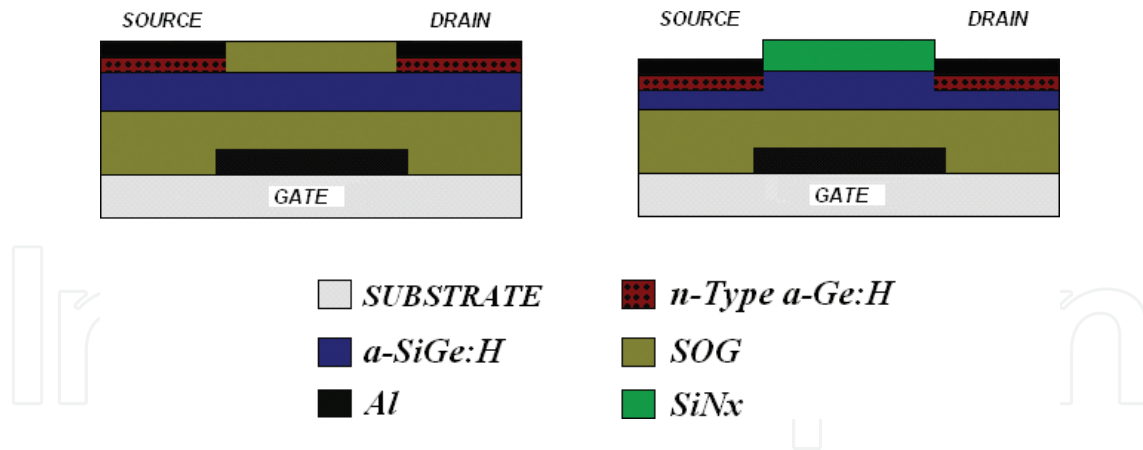 SOURCE DRAIN
GATE
SOURCE DRAIN
GATE
SUBSTRATE
n-Type a-Ge:H
a-SiGe:H
SOG
Al
SiNx